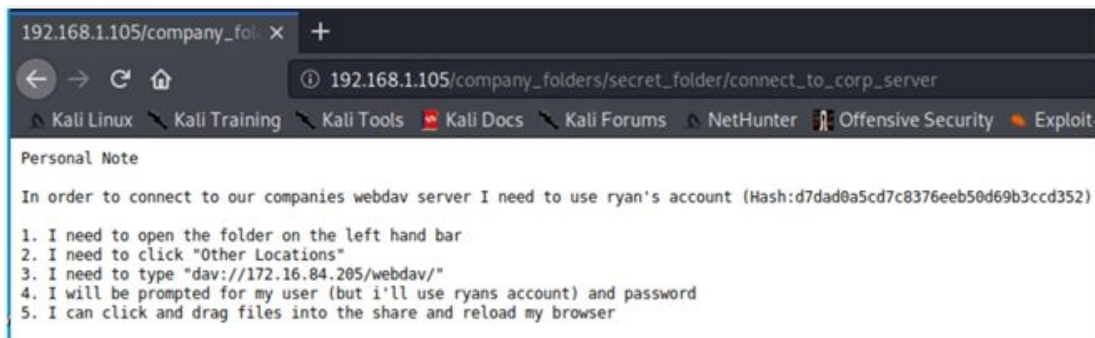 192.168.1.105/company_fol
192.168.1.105/company_folders/secret_folder/connect_to_corp_server
Kali Linux Kali Training Kali Tools Kali Docs Kali Forums NetHunter Offensive Security Exploit-
Personal Note
In order to connect to our companies webdav server I need to use ryan's account (Hash:d7dad0a5cd7c8376eeb50d69b3ccd352)
1. I need to open the folder on the left hand bar
2. I need to click "Other Locations"
3. I need to type "dav://172.16.84.205/webdav/"
4. I will be prompted for my user (but i'll use ryans account) and password
5. I can click and drag files into the share and reload my browser